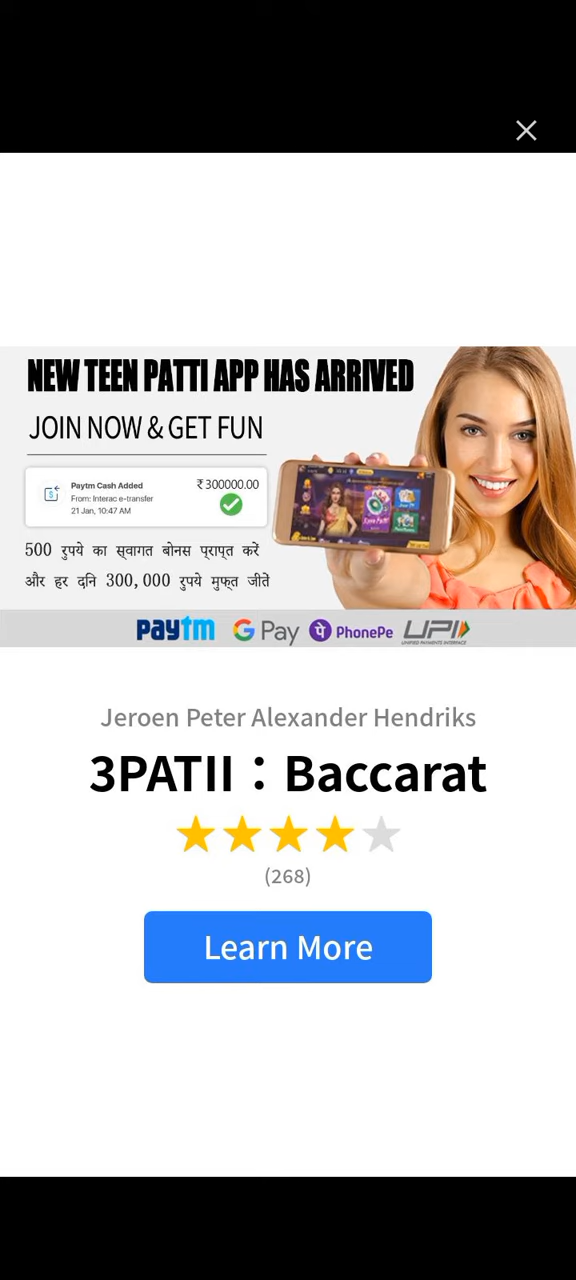 NEW TEEN PATTI APP HAS ARRIVED
JOIN NOW & GET FUN
Paytm Cash Added
₹300000.00
From: Interac e-transfer
21 Jan, 10:47 AM
500 रुपये का स्वागत बोनस प्राप्त करें
और हर दनि 300,000 रुपये मुफ्त जीते
paytm G Pay PhonePe UPI
UNIFIED PAYMENTS INTERFACE
Jeroen Peter Alexander Hendriks
3PATII：Baccarat
(268)
Learn More